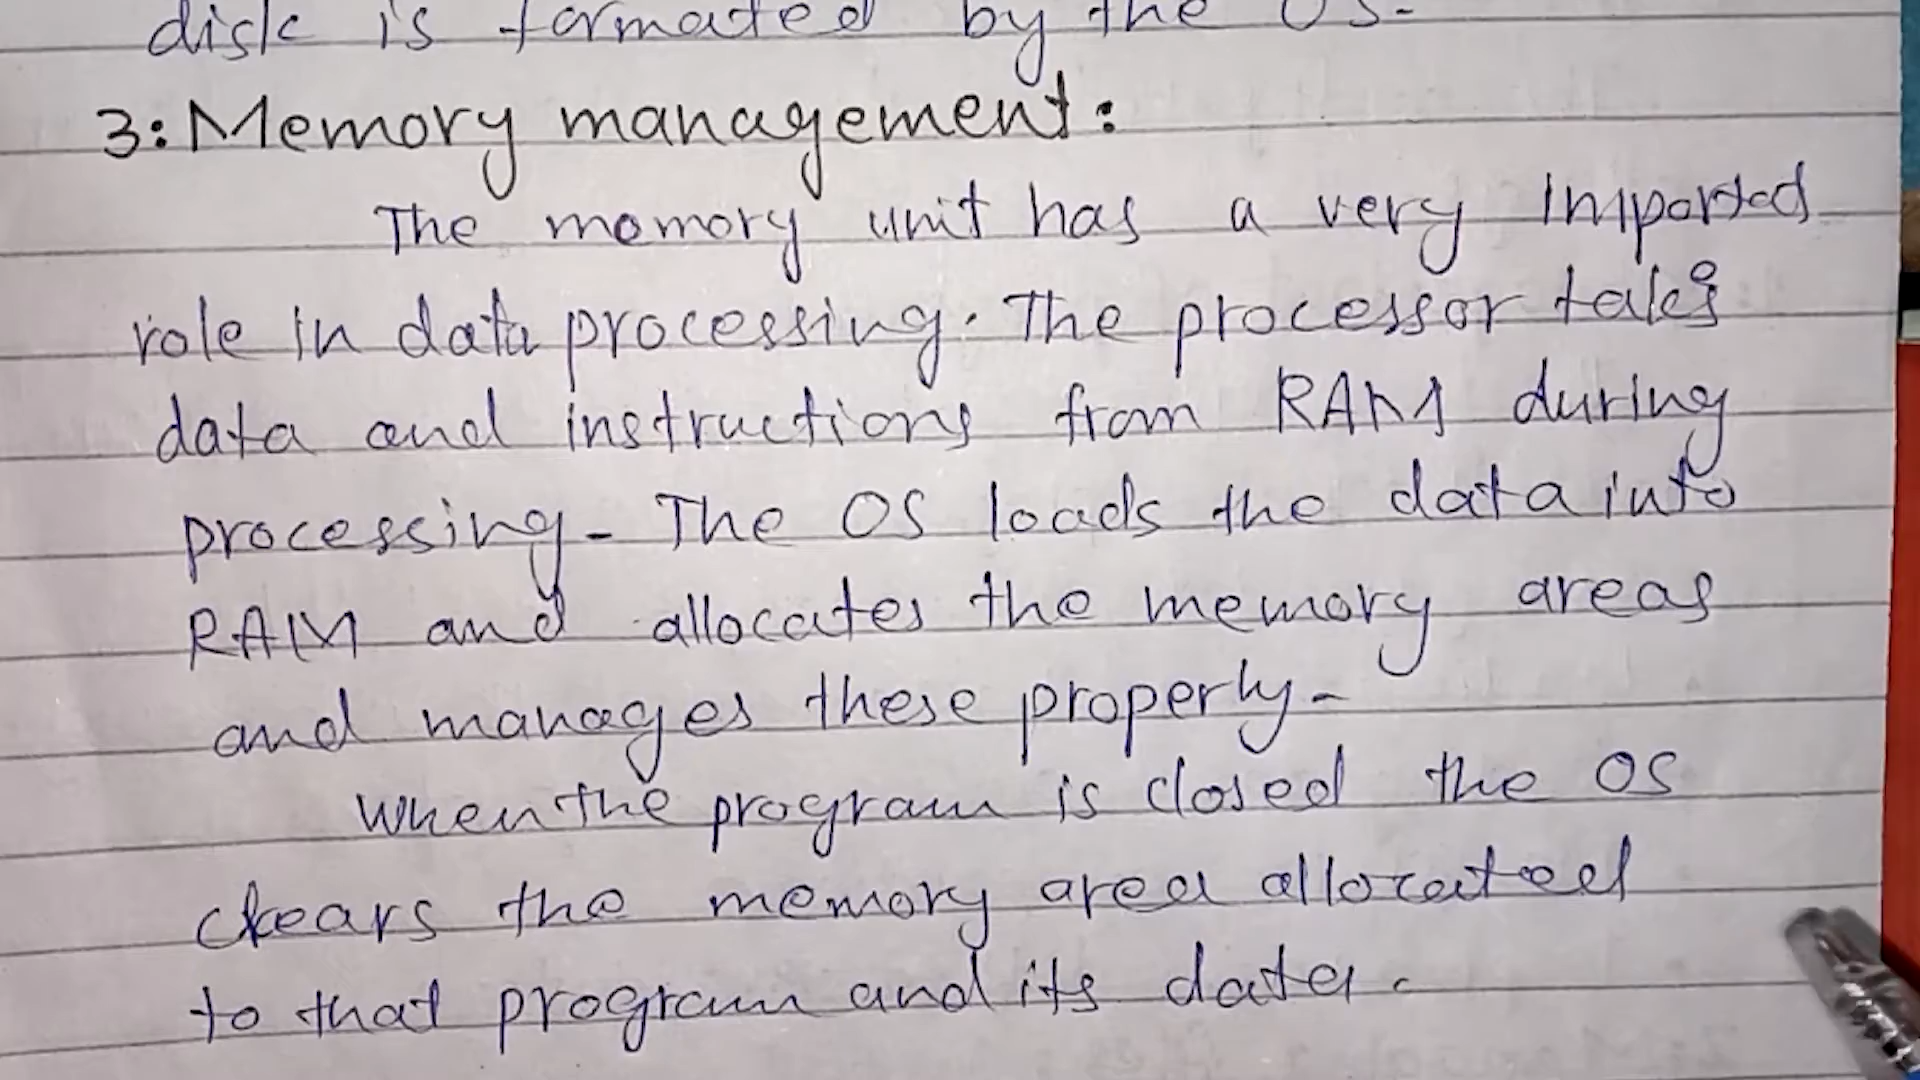 disk is formated by the OS.
3: Memory management:
The memory unit has a very imported
role in data processing. The processor takes
data and instructions from RAM during
processing- The OS loads the data into
RAM and allocates the memory areas
and manages these properly-
When the program is closed the OS
clears the memory area allocated
to that program and its data.